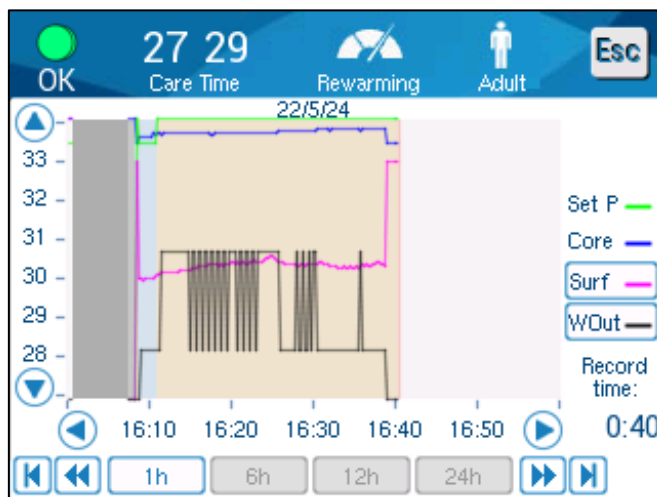 OK
27 29
Care Time
Rewarming
Adult
Esc
22/5/24
33
32
31
30
29
28
Set P
Core
Surf
WOut
Record
time:
0:40
16:10 16:20 16:30 16:40 16:50
1h 6h 12h 24h